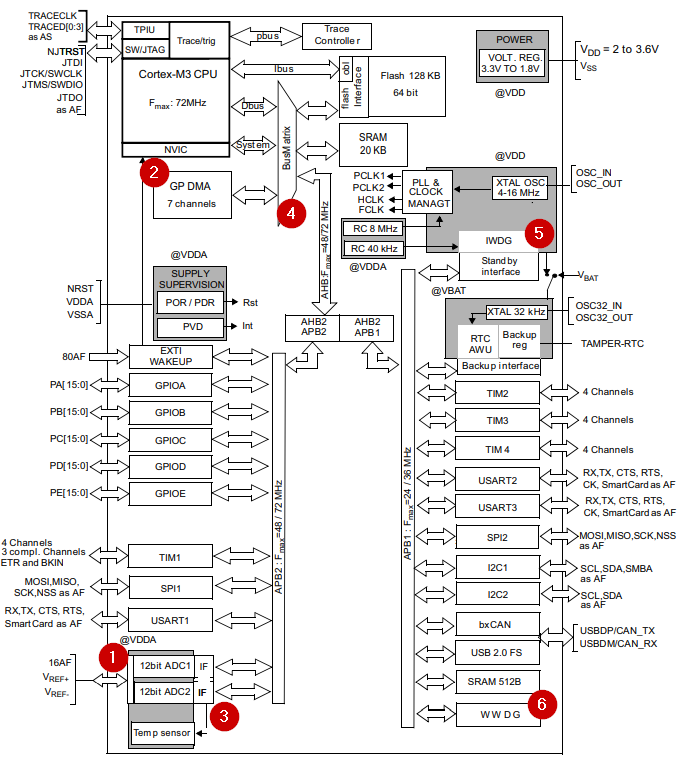 TRACECLK
TRACED[0:3]
as AS
NJTRST
JTDI
JTCK/SWCLK
JTMS/SWDIO
JTDO
as AF
TPIU
SW/JTAG
Trace/trig
Cortex-M3 CPU
Fmax: 72MHz
NVIC
pbus
Trace
Controller
Ibus
Dbus
System
BusMatrix
flash obl
Interface
Flash 128 KB
64 bit
SRAM
20 KB
POWER
VOLT. REG.
3.3V TO 1.8V
@VDD
VDD = 2 to 3.6V
VSS
2
GP DMA
7 channels
4
PCLK1
PCLK2
HCLK
FCLK
PLL &
CLOCK
MANAGT
@VDD
XTAL OSC
4-16 MHz
OSC_IN
OSC_OUT
RC 8 MHz
RC 40 kHz
@VDDA
5
IWDG
Standby
interface
VBAT
@VBAT
AHB:Fmax=48/72 MHz
@VDDA
SUPPLY
SUPERVISION
NRST
VDDA
VSSA
POR / PDR
Rst
PVD
Int
XTAL 32 kHz
OSC32_IN
OSC32_OUT
RTC
AWU
Backup
reg
TAMPER-RTC
Backup interface
AHB2
APB2
AHB2
APB1
80AF
EXTI
WAKEUP
PA[15:0]
GPIOA
PB[15:0]
GPIOB
PC[15:0]
GPIOC
PD[15:0]
GPIOD
PE[15:0]
GPIOE
4 Channels
3 compl. Channels
ETR and BKIN
TIM1
MOSI,MISO,
SCK,NSS as AF
SPI1
RX,TX, CTS, RTS,
SmartCard as AF
USART1
APB2 : Fmax=48 / 72 MHz
APB1 : Fmax=24 / 36 MHz
TIM2
4 Channels
TIM3
4 Channels
TIM 4
4 Channels
USART2
RX,TX, CTS, RTS,
CK, SmartCard as AF
USART3
RX,TX, CTS, RTS,
CK, SmartCard as AF
SPI2
MOSI,MISO,SCK,NSS
as AF
I2C1
SCL,SDA,SMBA
as AF
I2C2
SCL,SDA
as AF
bxCAN
USBDP/CAN_TX
USBDM/CAN_RX
USB 2.0 FS
SRAM 512B
WWDG
6
@VDDA
1
16AF
VREF+
VREF-
12bit ADC1
IF
12bit ADC2
IF
3
Temp sensor